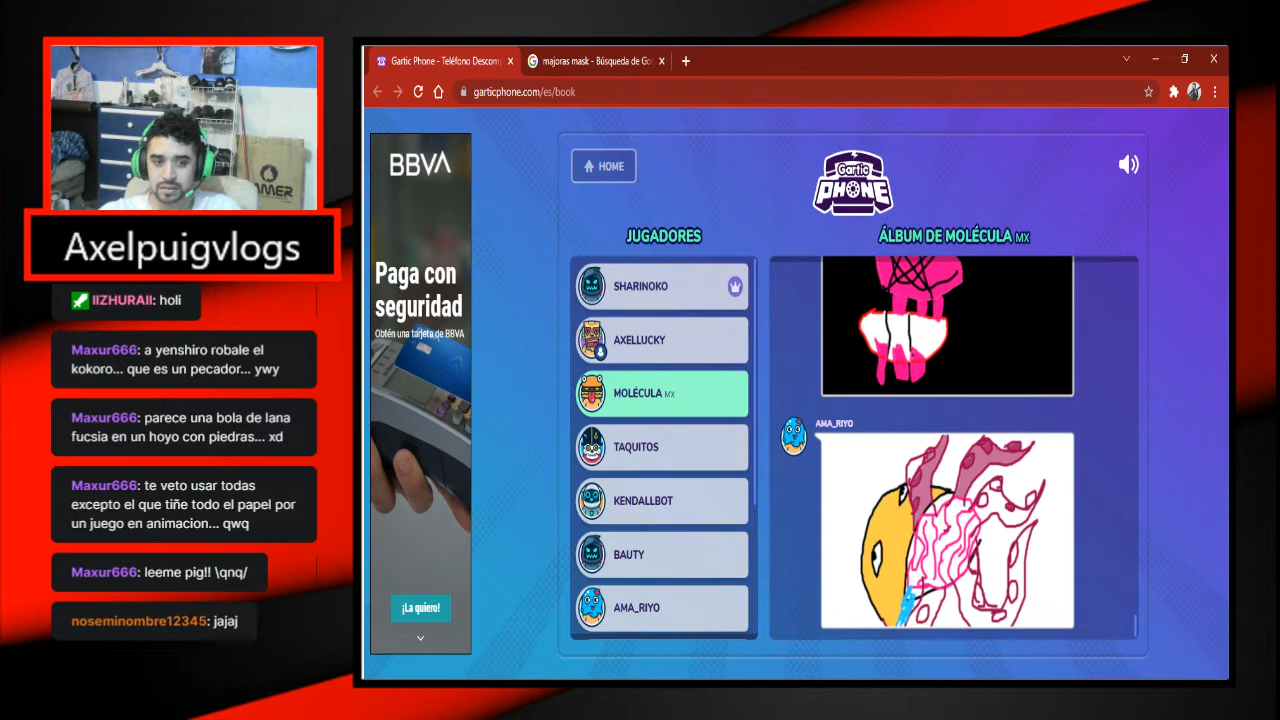 Axelpuigvlogs
IIZHURAII: holi
Maxur666: a yenshiro robale el
kokoro... que es un pecador... ywy
Maxur666: parece una bola de lana
fucsia en un hoyo con piedras... xd
Maxur666: te veto usar todas
excepto el que tiñe todo el papel por
un juego en animacion... qwq
Maxur666: leeme pig!! \qnq/
noseminombre12345: jajaj
Gartic Phone - Teléfono Descomp
majoras mask - Búsqueda de Go
garticphone.com/es/book
BBVA
Paga con
seguridad
Obtén una tarjeta de BBVA
¡La quiero!
HOME
Gartic
PHONE
JUGADORES
SHARINOKO
AXELLUCKY
MOLÉCULA MX
TAQUITOS
KENDALLBOT
BAUTY
AMA_RIYO
ÁLBUM DE MOLÉCULA MX
AMA_RIYO